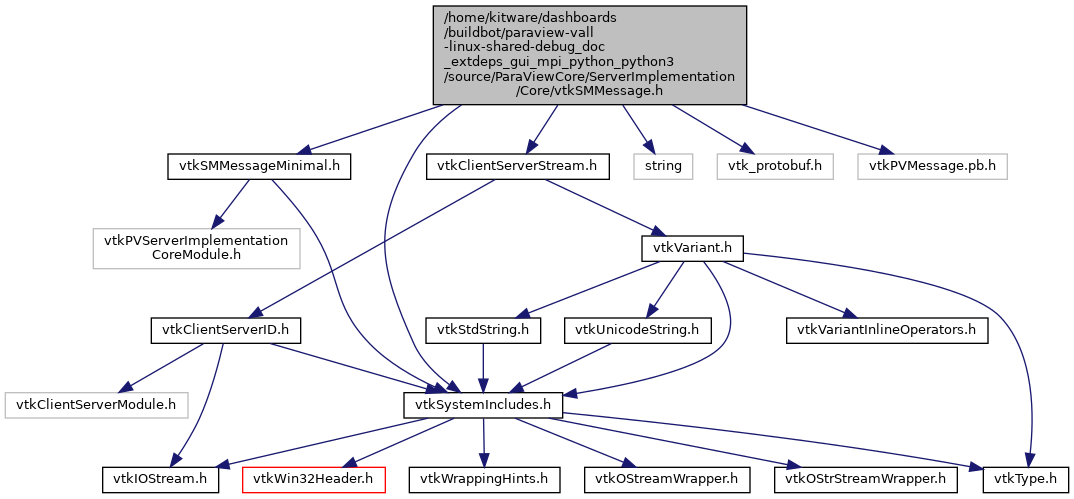 /home/kitware/dashboards
/buildbot/paraview-vall
-linux-shared-debug_doc
_extdeps_gui_mpi_python_python3
/source/ParaViewCore/ServerImplementation
/Core/vtkSMMessage.h
vtkSMMessageMinimal.h
vtkClientServerStream.h
string
vtk_protobuf.h
vtkPVMessage.pb.h
vtkPVServerImplementation
CoreModule.h
vtkVariant.h
vtkClientServerID.h
vtkStdString.h
vtkUnicodeString.h
vtkVariantInlineOperators.h
vtkClientServerModule.h
vtkSystemIncludes.h
vtkIOStream.h
vtkWin32Header.h
vtkWrappingHints.h
vtkOStreamWrapper.h
vtkOStrStreamWrapper.h
vtkType.h